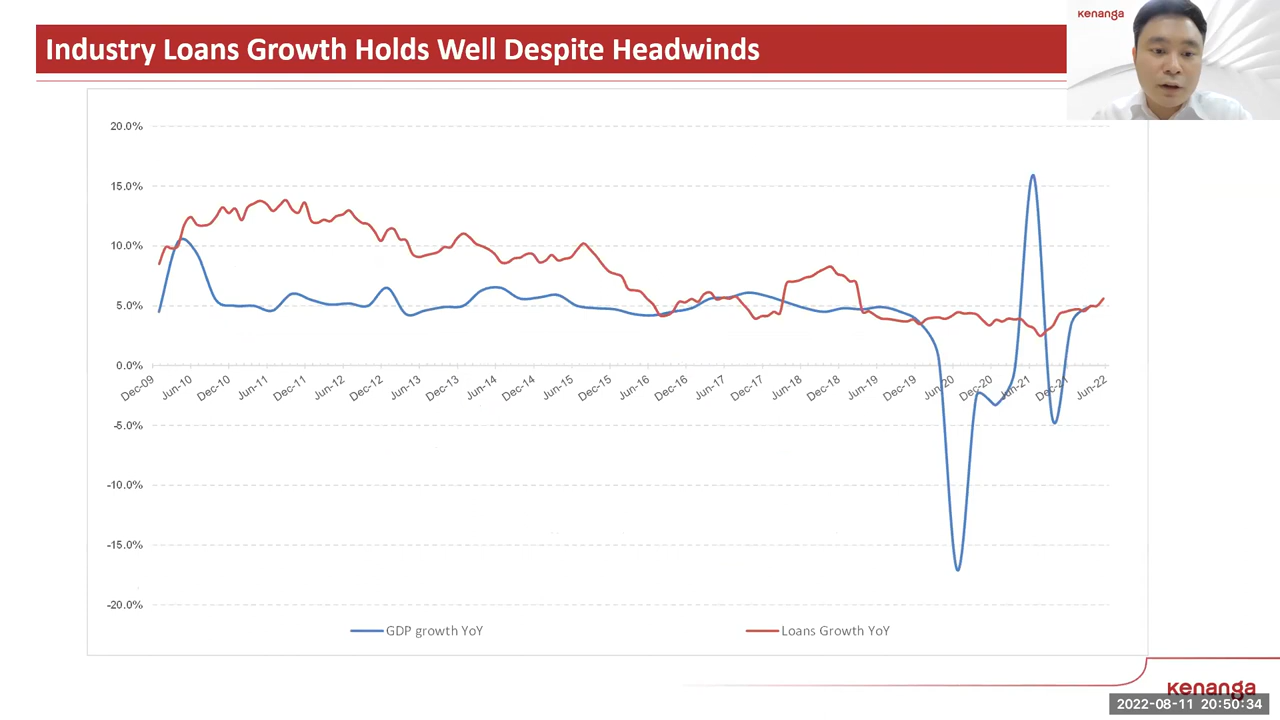 kenanga
Industry Loans Growth Holds Well Despite Headwinds
20.0%
15.0%
10.0%
5.0%
0.0%
-5.0%
-10.0%
-15.0%
-20.0%
Dec-09 Jun-10 Dec-10 Jun-11 Dec-11 Jun-12 Dec-12 Jun-13 Dec-13 Jun-14 Dec-14 Jun-15 Dec-15 Jun-16 Dec-16 Jun-17 Dec-17 Jun-18 Dec-18 Jun-19 Dec-19 Jun-20 Dec-20 Jun-21 Dec-21 Jun-22
GDP growth YoY Loans Growth YoY
kenanga
2022-08-11 20:50:34